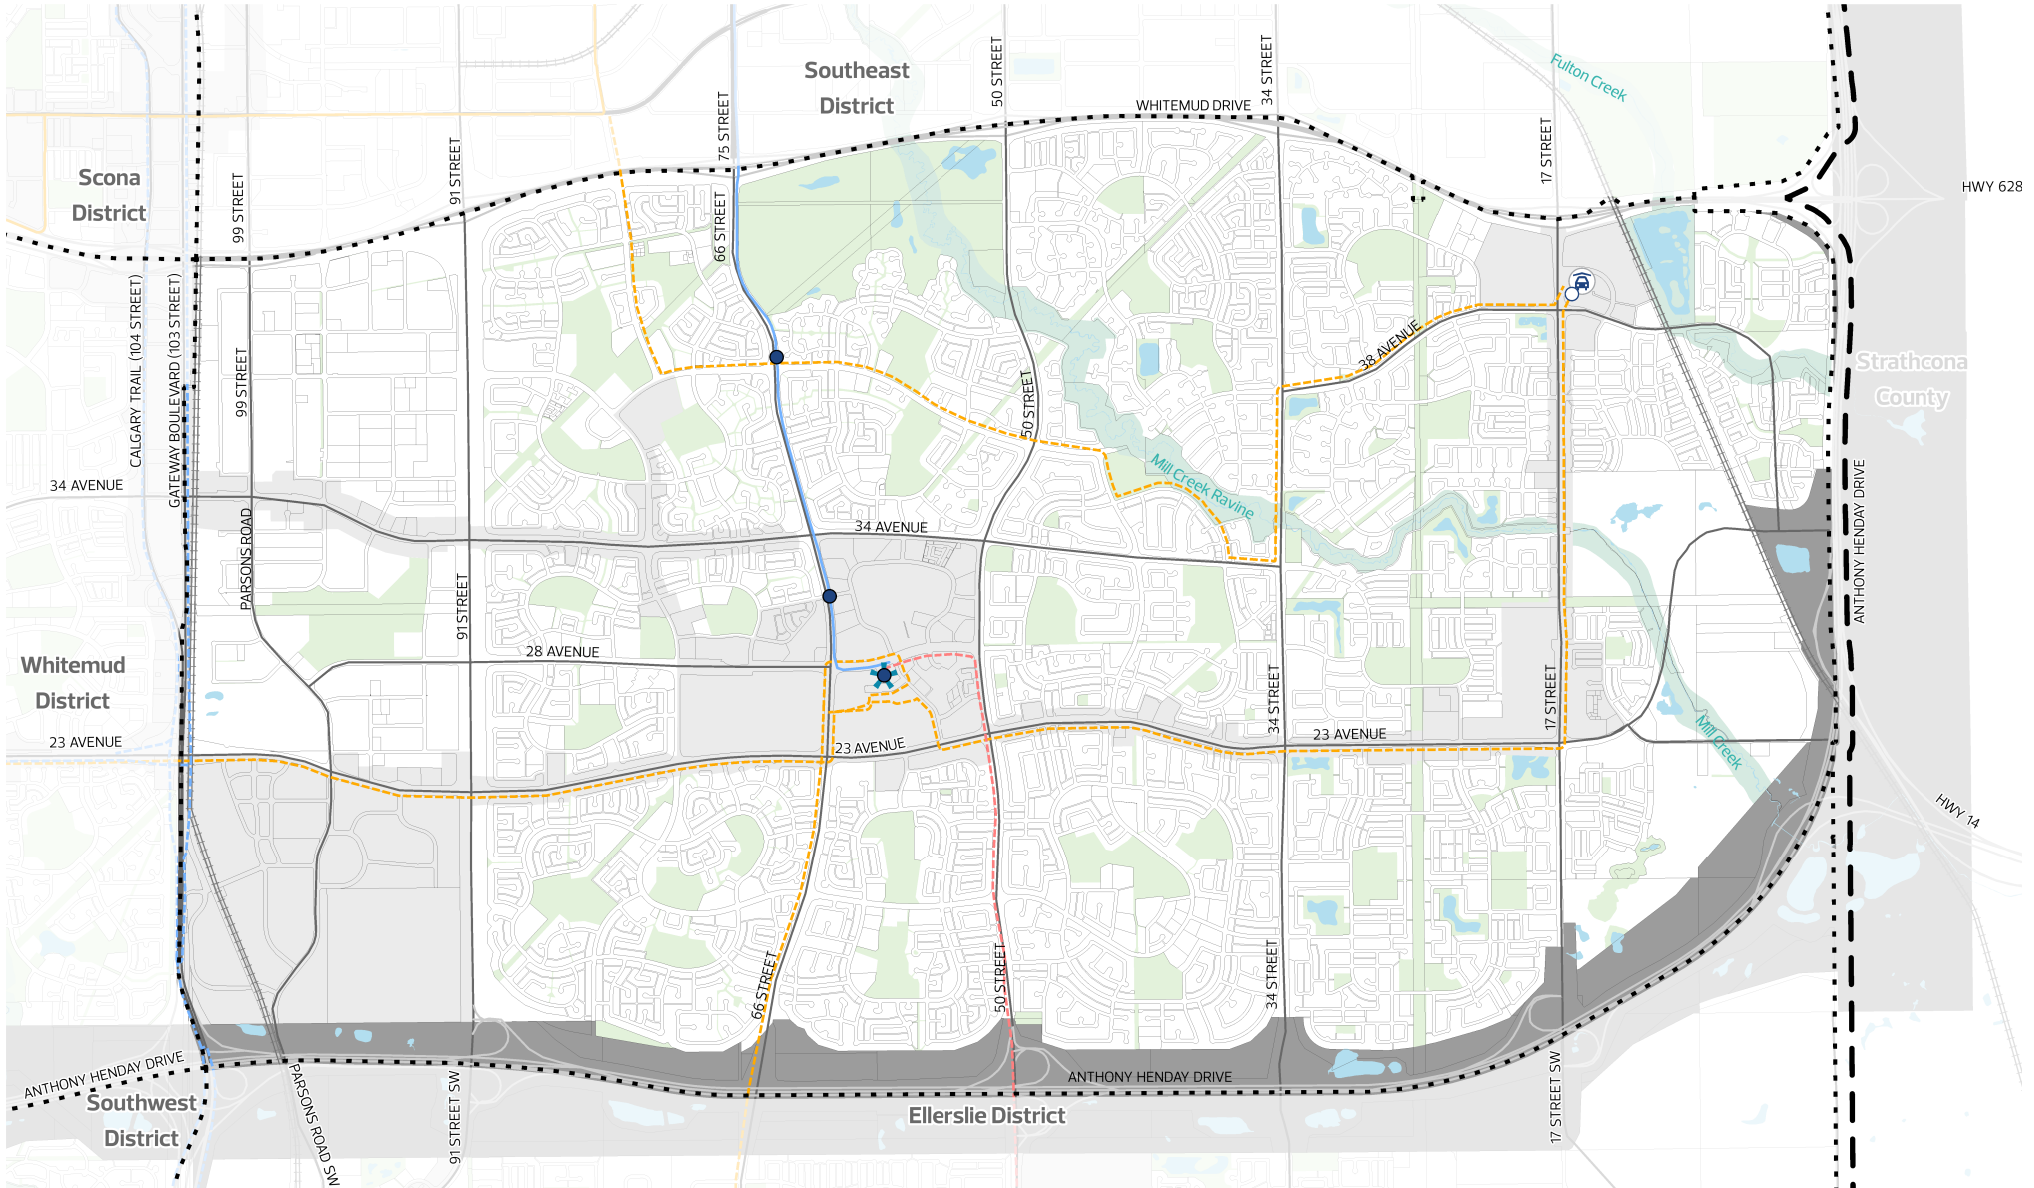 Southeast
District
50 STREET
34 STREET
Fulton Creek
WHITEMUD DRIVE
75 STREET
17 STREET
91 STREET
Scona
District
99 STREET
66 STREET
HWY 628
CALGARY TRAIL (104 STREET)
GATEWAY BOULEVARD (103 STREET)
99 STREET
38 AVENUE
50 STREET
Strathcona
County
34 AVENUE
Mill Creek Ravine
PARSONS ROAD
34 AVENUE
ANTHONY HENDAY DRIVE
91 STREET
28 AVENUE
Whitemud
District
34 STREET
17 STREET
23 AVENUE
23 AVENUE
23 AVENUE
Mill Creek
HWY 14
66 STREET
50 STREET
34 STREET
ANTHONY HENDAY DRIVE
ANTHONY HENDAY DRIVE
Southwest
District
PARSONS ROAD SW
91 STREET SW
Ellerslie District
17 STREET SW